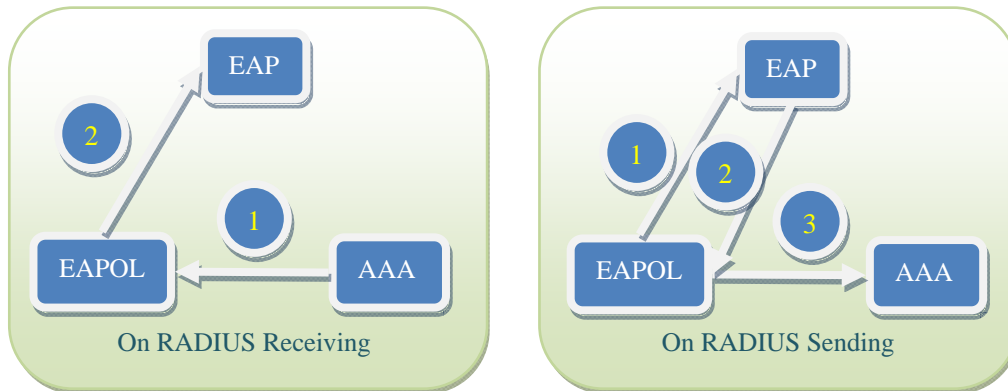 EAP
2
1
EAPOL
AAA
On RADIUS Receiving
EAP
1
2
3
EAPOL
AAA
On RADIUS Sending